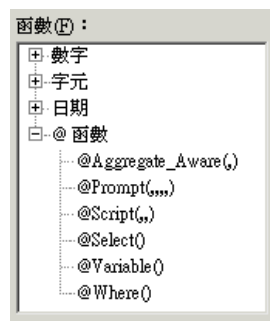 函數(F)：
數字
字元
日期
@ 函數
@Aggregate_Aware(,)
@Prompt(,,,,)
@Script(,,)
@Select()
@Variable()
@Where()